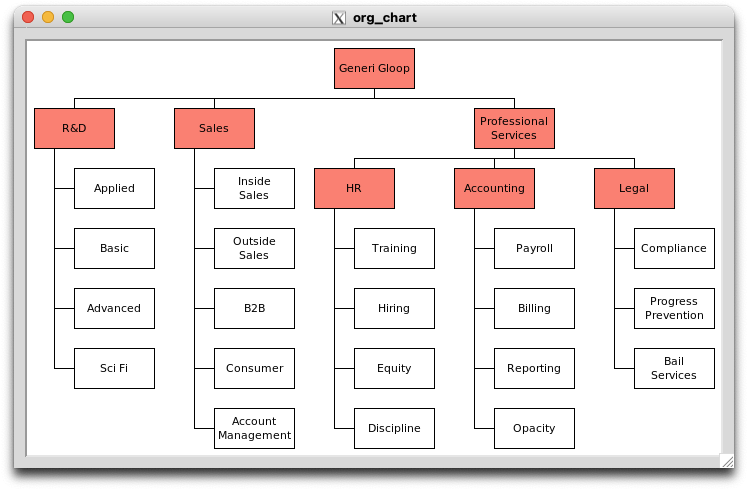 org_chart
Generi Gloop
R&D
Sales
Professional
Services
Applied
Inside
Sales
HR
Accounting
Legal
Basic
Outside
Sales
Training
Payroll
Compliance
Advanced
B2B
Hiring
Billing
Progress
Prevention
Sci Fi
Consumer
Equity
Reporting
Bail
Services
Account
Management
Discipline
Opacity